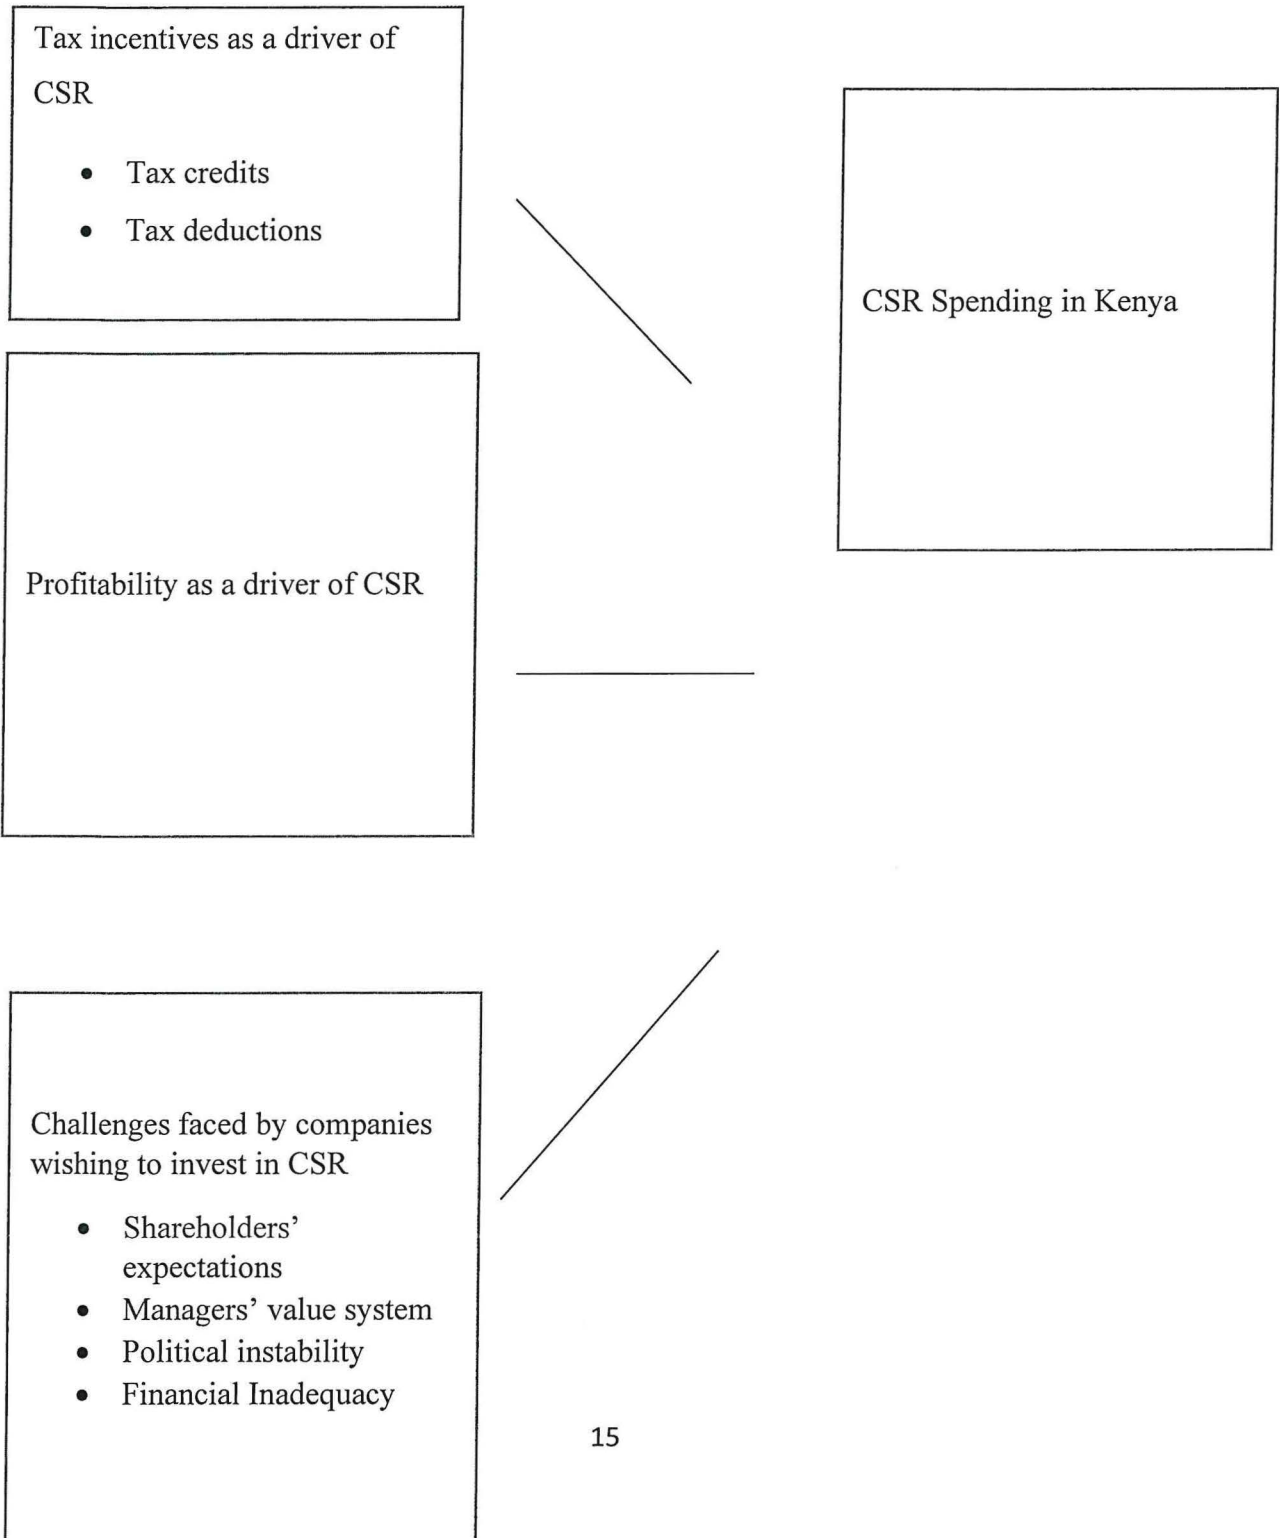 Tax incentives as a driver of
CSR
• Tax credits
• Tax deductions
CSR Spending in Kenya
Profitability as a driver of CSR
Challenges faced by companies
wishing to invest in CSR
• Shareholders’
expectations
• Managers’ value system
• Political instability
• Financial Inadequacy
15